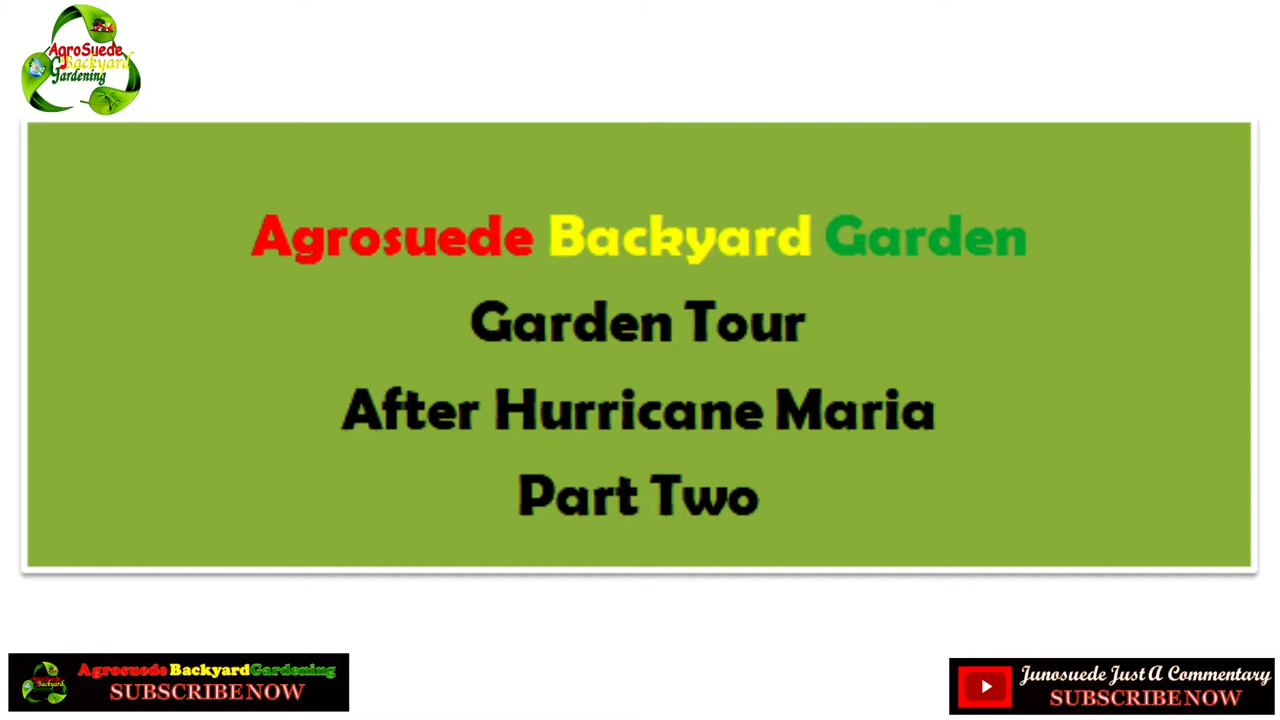 AgroSuede
Backyard
Gardening
Agrosuede Backyard Garden
Garden Tour
After Hurricane Maria
Part Two
Agrosuede BackyardGardening
SUBSCRIBE NOW
Junosuede Just A Commentary
SUBSCRIBE NOW